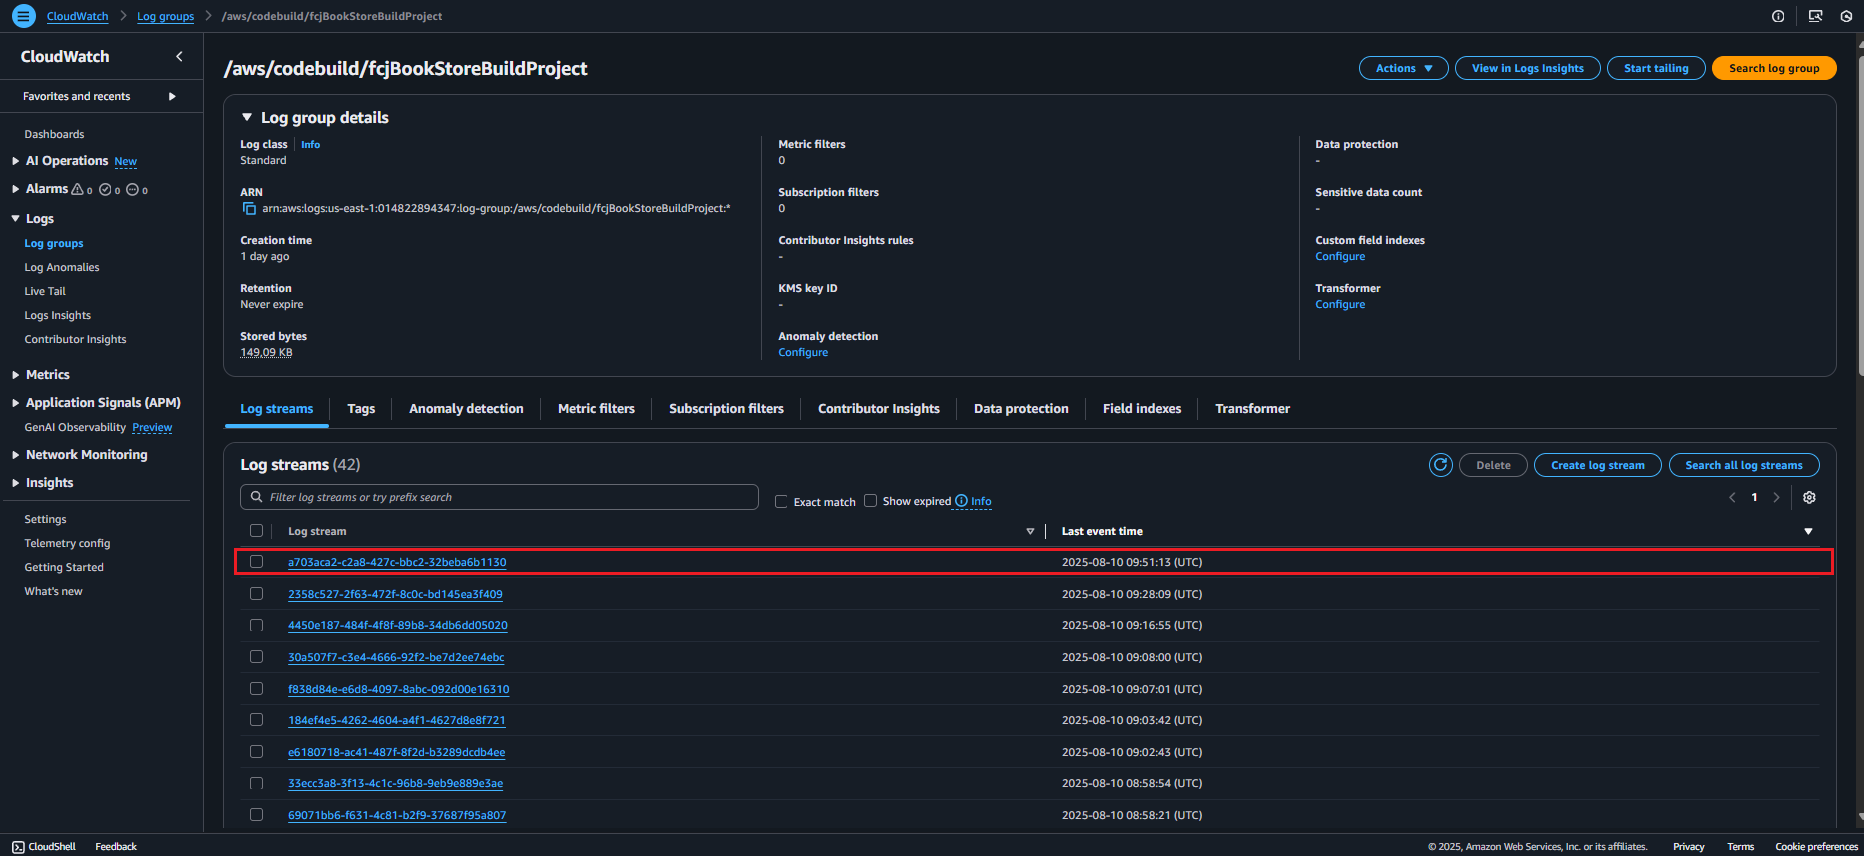 CloudWatch > Log groups > /aws/codebuild/fcjBookStoreBuildProject
CloudWatch
Favorites and recents
Dashboards
AI Operations New
Alarms 0 0 0
Logs
Log groups
Log Anomalies
Live Tail
Logs Insights
Contributor Insights
Metrics
Application Signals (APM)
GenAI Observability Preview
Network Monitoring
Insights
Settings
Telemetry config
Getting Started
What's new
/aws/codebuild/fcjBookStoreBuildProject
Actions
View in Logs Insights
Start tailing
Search log group
Log group details
Log class Info
Standard
ARN
arn:aws:logs:us-east-1:014822894347:log-group:/aws/codebuild/fcjBookStoreBuildProject:*
Creation time
1 day ago
Retention
Never expire
Stored bytes
149.09 KB
Metric filters
0
Subscription filters
0
Contributor Insights rules
-
KMS key ID
-
Anomaly detection
Configure
Data protection
-
Sensitive data count
-
Custom field indexes
Configure
Transformer
Configure
Log streams Tags Anomaly detection Metric filters Subscription filters Contributor Insights Data protection Field indexes Transformer
Log streams (42)
Delete
Create log stream
Search all log streams
Filter log streams or try prefix search
Exact match
Show expired Info
1
Log stream Last event time
a703aca2-c2a8-427c-bbc2-32beba6b1130 2025-08-10 09:51:13 (UTC)
2358c527-2f63-472f-8c0c-bd145ea3f409 2025-08-10 09:28:09 (UTC)
4450e187-484f-4f8f-89b8-34db6dd05020 2025-08-10 09:16:55 (UTC)
30a507f7-c3e4-4666-92f2-be7d2ee74ebc 2025-08-10 09:08:00 (UTC)
f838d84e-e6d8-4097-8abc-092d00e16310 2025-08-10 09:07:01 (UTC)
184ef4e5-4262-4604-a4f1-4627d8e8f721 2025-08-10 09:03:42 (UTC)
e6180718-ac41-487f-8f2d-b3289dcdb4ee 2025-08-10 09:02:43 (UTC)
33ecc3a8-3f13-4c1c-96b8-9eb9e889e3ae 2025-08-10 08:58:54 (UTC)
69071bb6-f631-4c81-b2f9-37687f95a807 2025-08-10 08:58:21 (UTC)
CloudShell Feedback © 2025, Amazon Web Services, Inc. or its affiliates. Privacy Terms Cookie preferences